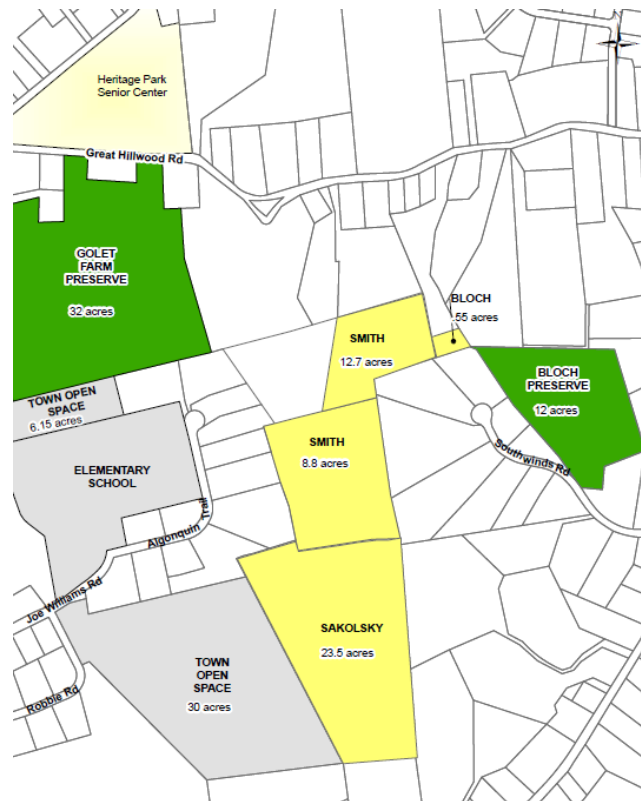 Heritage Park
Senior Center
Great Hillwood Rd
GOLET
FARM
PRESERVE
32 acres
BLOCH
.55 acres
SMITH
12.7 acres
BLOCH
PRESERVE
12 acres
TOWN OPEN
SPACE
6.15 acres
SMITH
8.8 acres
Southwinds Rd
ELEMENTARY
SCHOOL
Algonquin
Trail
Joe Williams Rd
SAKOLSKY
23.5 acres
TOWN
OPEN
SPACE
30 acres
Robbie Rd